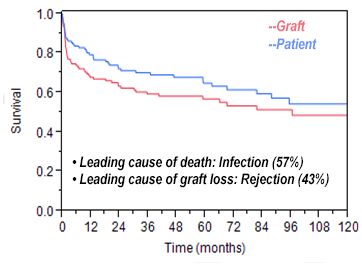 1.0
--Graft
--Patient
0.8
0.6
0.4
0.2
0.0
Survival
• Leading cause of death: Infection (57%)
• Leading cause of graft loss: Rejection (43%)
0 12 24 36 48 60 72 84 96 108 120
Time (months)